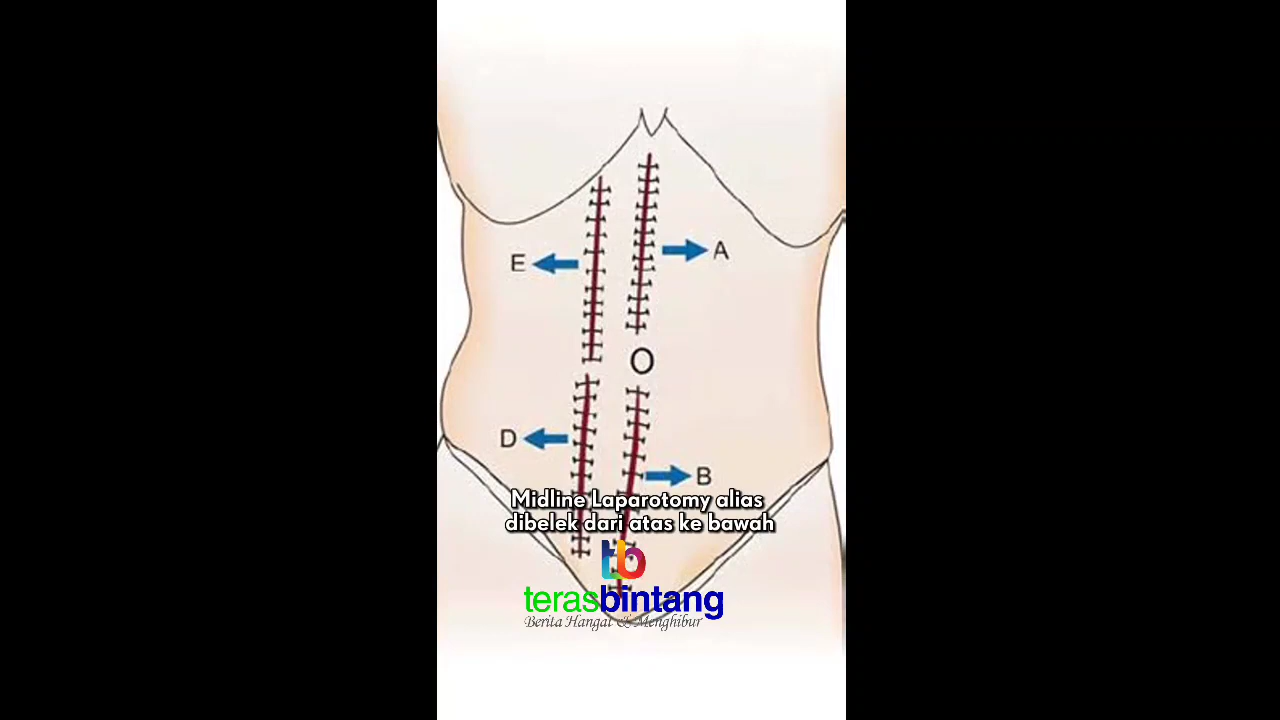 A
E
O
D
B
Midline Laparotomy alias
dibelek dari atas ke bawah
tb
terasbintang
Berita Hangat & Menghibur